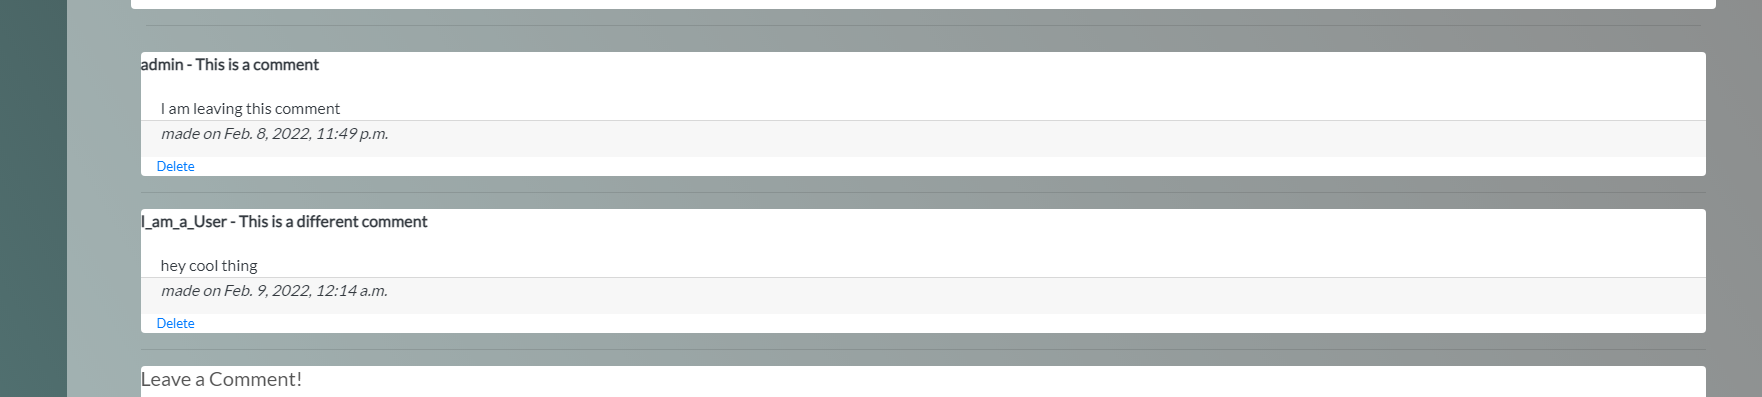 admin - This is a comment
I am leaving this comment
made on Feb. 8, 2022, 11:49 p.m.
Delete
I_am_a_User - This is a different comment
hey cool thing
made on Feb. 9, 2022, 12:14 a.m.
Delete
Leave a Comment!